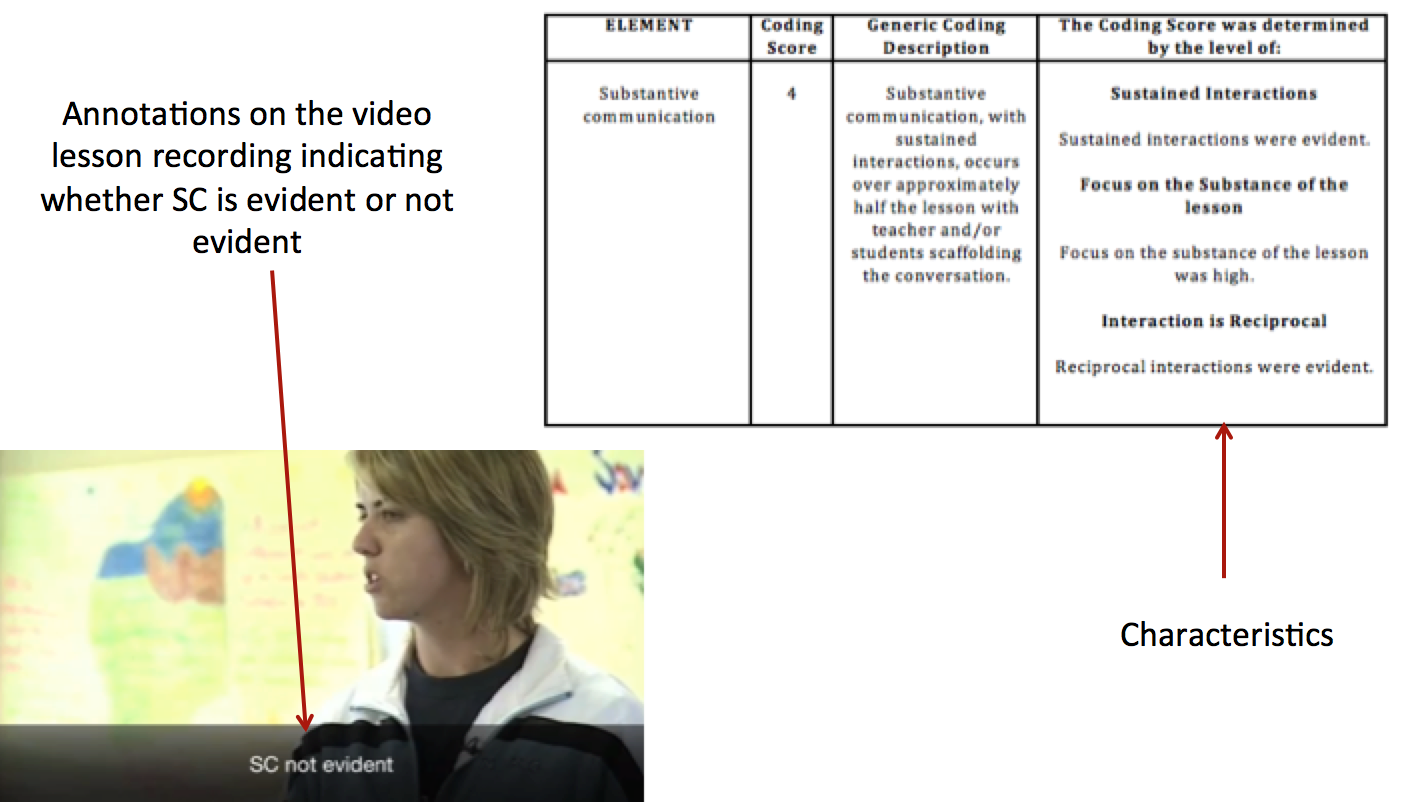 Annotations on the video
lesson recording indicating
whether SC is evident or not
evident
ELEMENT
Coding
Score
Generic Coding
Description
The Coding Score was determined
by the level of:
Substantive
communication
4
Substantive
communication, with
sustained
interactions, occurs
over approximately
half the lesson with
teacher and/or
students scaffolding
the conversation.
Sustained Interactions
Sustained interactions were evident.
Focus on the Substance of the
lesson
Focus on the substance of the lesson
was high.
Interaction is Reciprocal
Reciprocal interactions were evident.
Characteristics
SC not evident